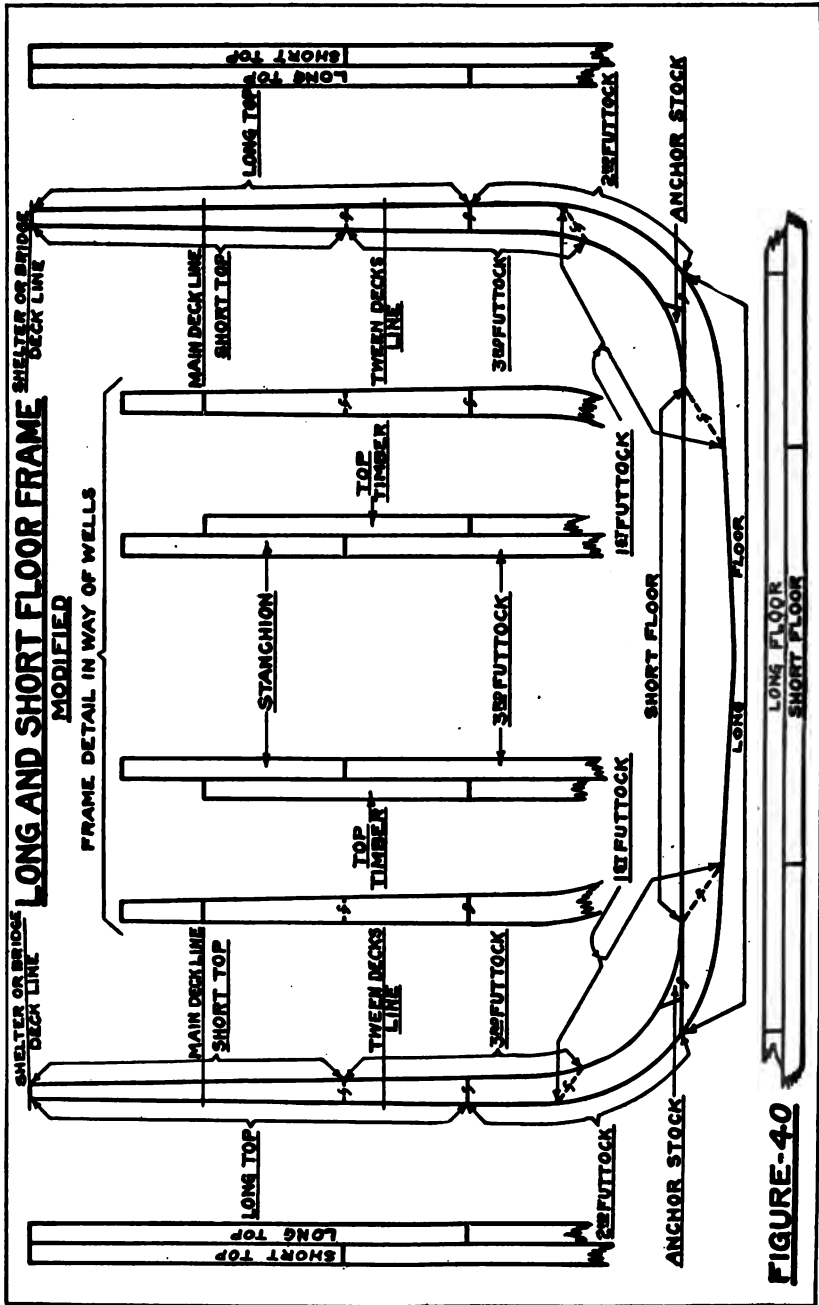 LONG AND SHORT FLOOR FRAME
MODIFIED
FRAME DETAIL IN WAY OF WELLS
SHELTER OR BRIDGE
DECK LINE
SHELTER OR BRIDGE
DECK LINE
SHORT TOP
LONG TOP
LONG TOP
LONG TOP
LONG TOP
SHORT TOP
MAIN DECK LINE
SHORT TOP
MAIN DECK LINE
SHORT TOP
TWEEN DECKS
LINE
TWEEN DECKS
LINE
TOP
TIMBER
STANCHION
TOP
TIMBER
3RD FUTTOCK
3RD FUTTOCK
3RD FUTTOCK
2ND FUTTOCK
1ST FUTTOCK
1ST FUTTOCK
2ND FUTTOCK
ANCHOR STOCK
SHORT FLOOR
ANCHOR STOCK
LONG
FLOOR
LONG FLOOR
SHORT FLOOR
FIGURE-40